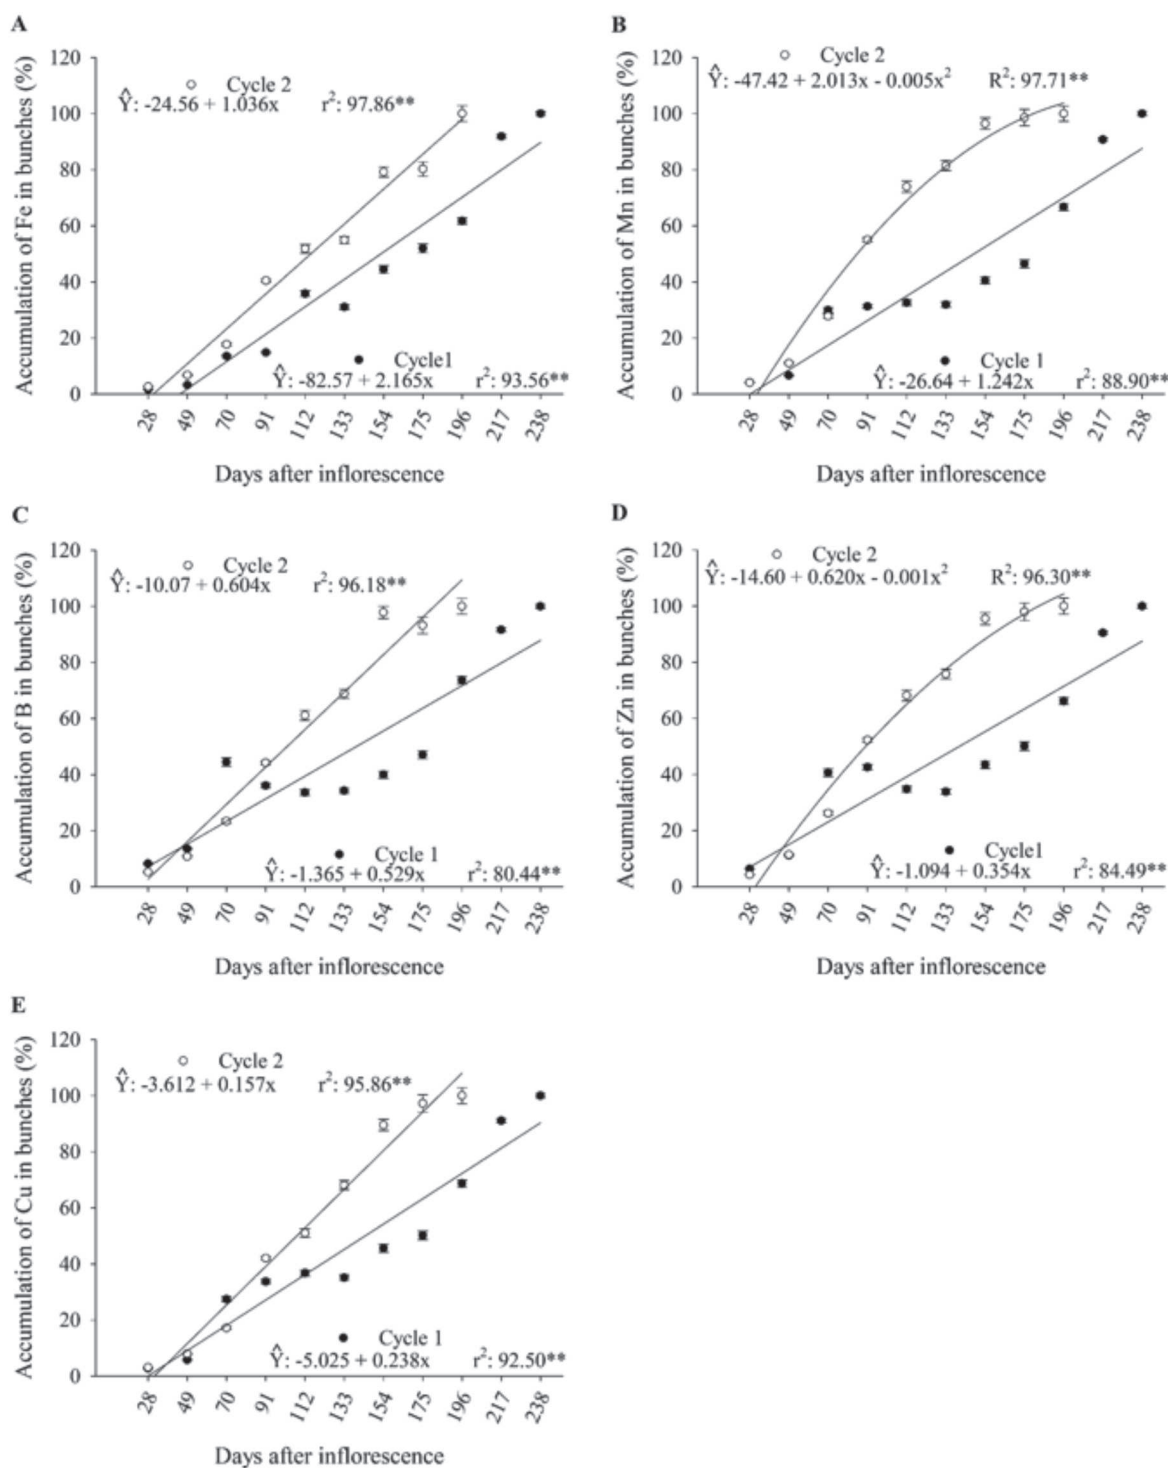 A
Accumulation of Fe in bunches (%)
120
100
80
60
40
20
0
Cycle 2
Ŷ: -24.56 + 1.036x r²: 97.86**
Cycle1
Ŷ: -82.57 + 2.165x r²: 93.56**
28 49 70 91 112 133 154 175 196 217 238
Days after inflorescence
B
Accumulation of Mn in bunches (%)
120
100
80
60
40
20
0
Cycle 2
Ŷ: -47.42 + 2.013x - 0.005x² R²: 97.71**
Cycle 1
Ŷ: -26.64 + 1.242x r²: 88.90**
28 49 70 91 112 133 154 175 196 217 238
Days after inflorescence
C
Accumulation of B in bunches (%)
120
100
80
60
40
20
0
Cycle 2
Ŷ: -10.07 + 0.604x r²: 96.18**
Cycle 1
Ŷ: -1.365 + 0.529x r²: 80.44**
28 49 70 91 112 133 154 175 196 217 238
Days after inflorescence
D
Accumulation of Zn in bunches (%)
120
100
80
60
40
20
0
Cycle 2
Ŷ: -14.60 + 0.620x - 0.001x² R²: 96.30**
Cycle1
Ŷ: -1.094 + 0.354x r²: 84.49**
28 49 70 91 112 133 154 175 196 217 238
Days after inflorescence
E
Accumulation of Cu in bunches (%)
120
100
80
60
40
20
0
Cycle 2
Ŷ: -3.612 + 0.157x r²: 95.86**
Cycle 1
Ŷ: -5.025 + 0.238x r²: 92.50**
28 49 70 91 112 133 154 175 196 217 238
Days after inflorescence